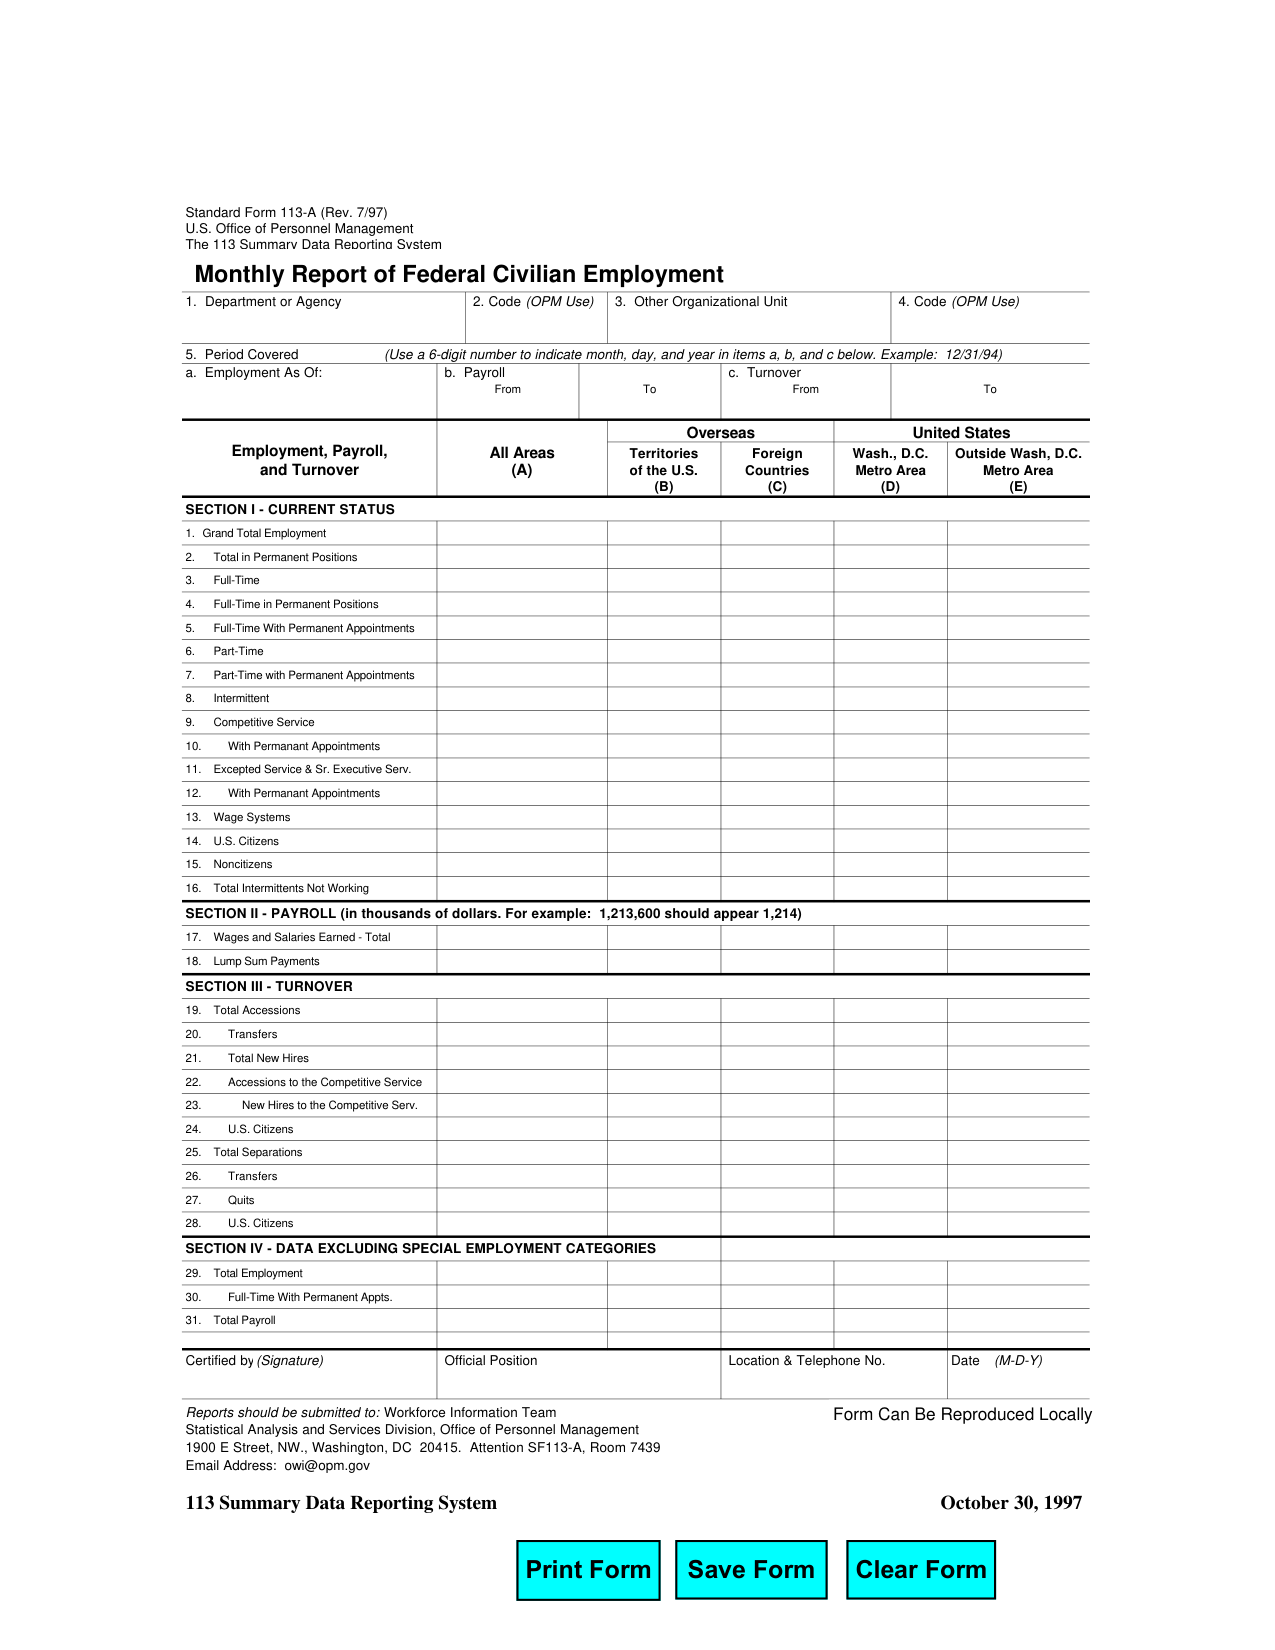 Standard Form 113-A (Rev. 7/97)
U.S. Office of Personnel Management
The 113 Summary Data Reporting System
Monthly Report of Federal Civilian Employment
1. Department or Agency
2. Code (OPM Use)
3. Other Organizational Unit
4. Code (OPM Use)
5. Period Covered (Use a 6-digit number to indicate month, day, and year in items a, b, and c below. Example: 12/31/94)
a. Employment As Of:
b. Payroll
From
To
c. Turnover
From
To
Employment, Payroll,
and Turnover
All Areas
(A)
Overseas
United States
Territories
of the U.S.
(B)
Foreign
Countries
(C)
Wash., D.C.
Metro Area
(D)
Outside Wash, D.C.
Metro Area
(E)
SECTION I - CURRENT STATUS
1. Grand Total Employment
2. Total in Permanent Positions
3. Full-Time
4. Full-Time in Permanent Positions
5. Full-Time With Permanent Appointments
6. Part-Time
7. Part-Time with Permanent Appointments
8. Intermittent
9. Competitive Service
10. With Permanant Appointments
11. Excepted Service & Sr. Executive Serv.
12. With Permanant Appointments
13. Wage Systems
14. U.S. Citizens
15. Noncitizens
16. Total Intermittents Not Working
SECTION II - PAYROLL (in thousands of dollars. For example: 1,213,600 should appear 1,214)
17. Wages and Salaries Earned - Total
18. Lump Sum Payments
SECTION III - TURNOVER
19. Total Accessions
20. Transfers
21. Total New Hires
22. Accessions to the Competitive Service
23. New Hires to the Competitive Serv.
24. U.S. Citizens
25. Total Separations
26. Transfers
27. Quits
28. U.S. Citizens
SECTION IV - DATA EXCLUDING SPECIAL EMPLOYMENT CATEGORIES
29. Total Employment
30. Full-Time With Permanent Appts.
31. Total Payroll
Certified by (Signature)
Official Position
Location & Telephone No.
Date (M-D-Y)
Reports should be submitted to: Workforce Information Team
Form Can Be Reproduced Locally
Statistical Analysis and Services Division, Office of Personnel Management
1900 E Street, NW., Washington, DC 20415. Attention SF113-A, Room 7439
Email Address: owi@opm.gov
113 Summary Data Reporting System
October 30, 1997
Print Form
Save Form
Clear Form